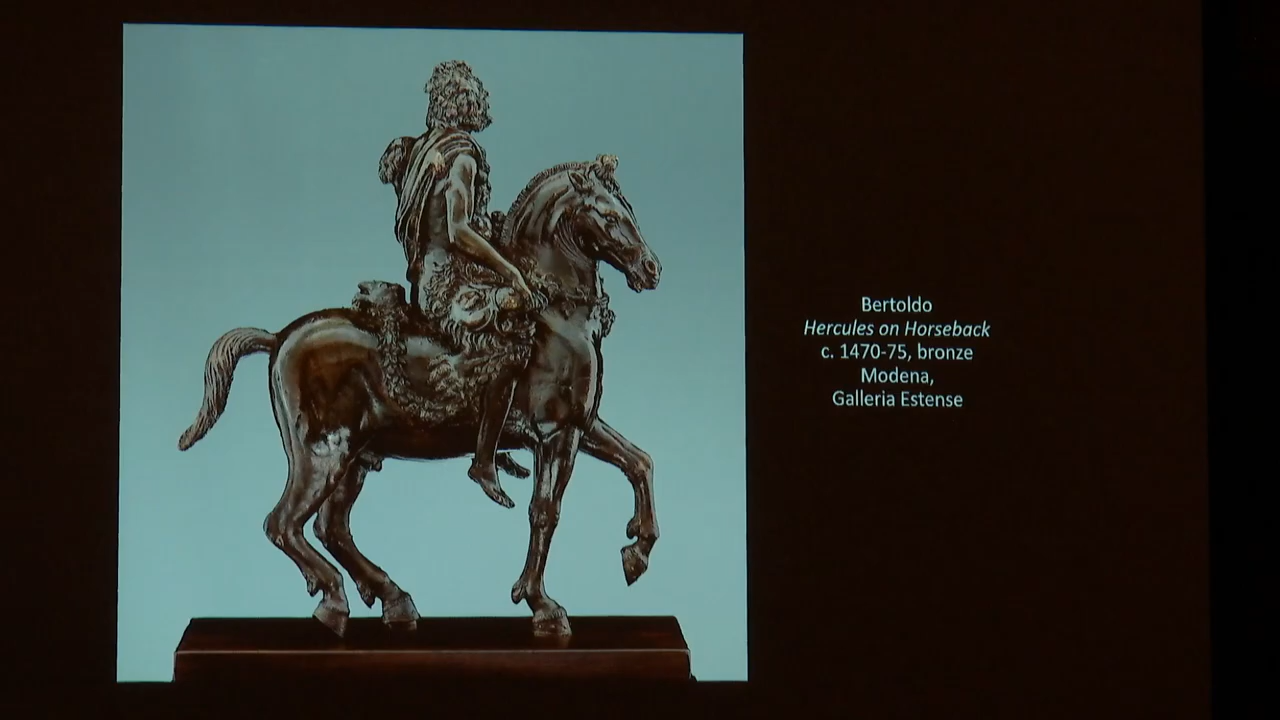 Bertoldo
Hercules on Horseback
c. 1470-75, bronze
Modena,
Galleria Estense